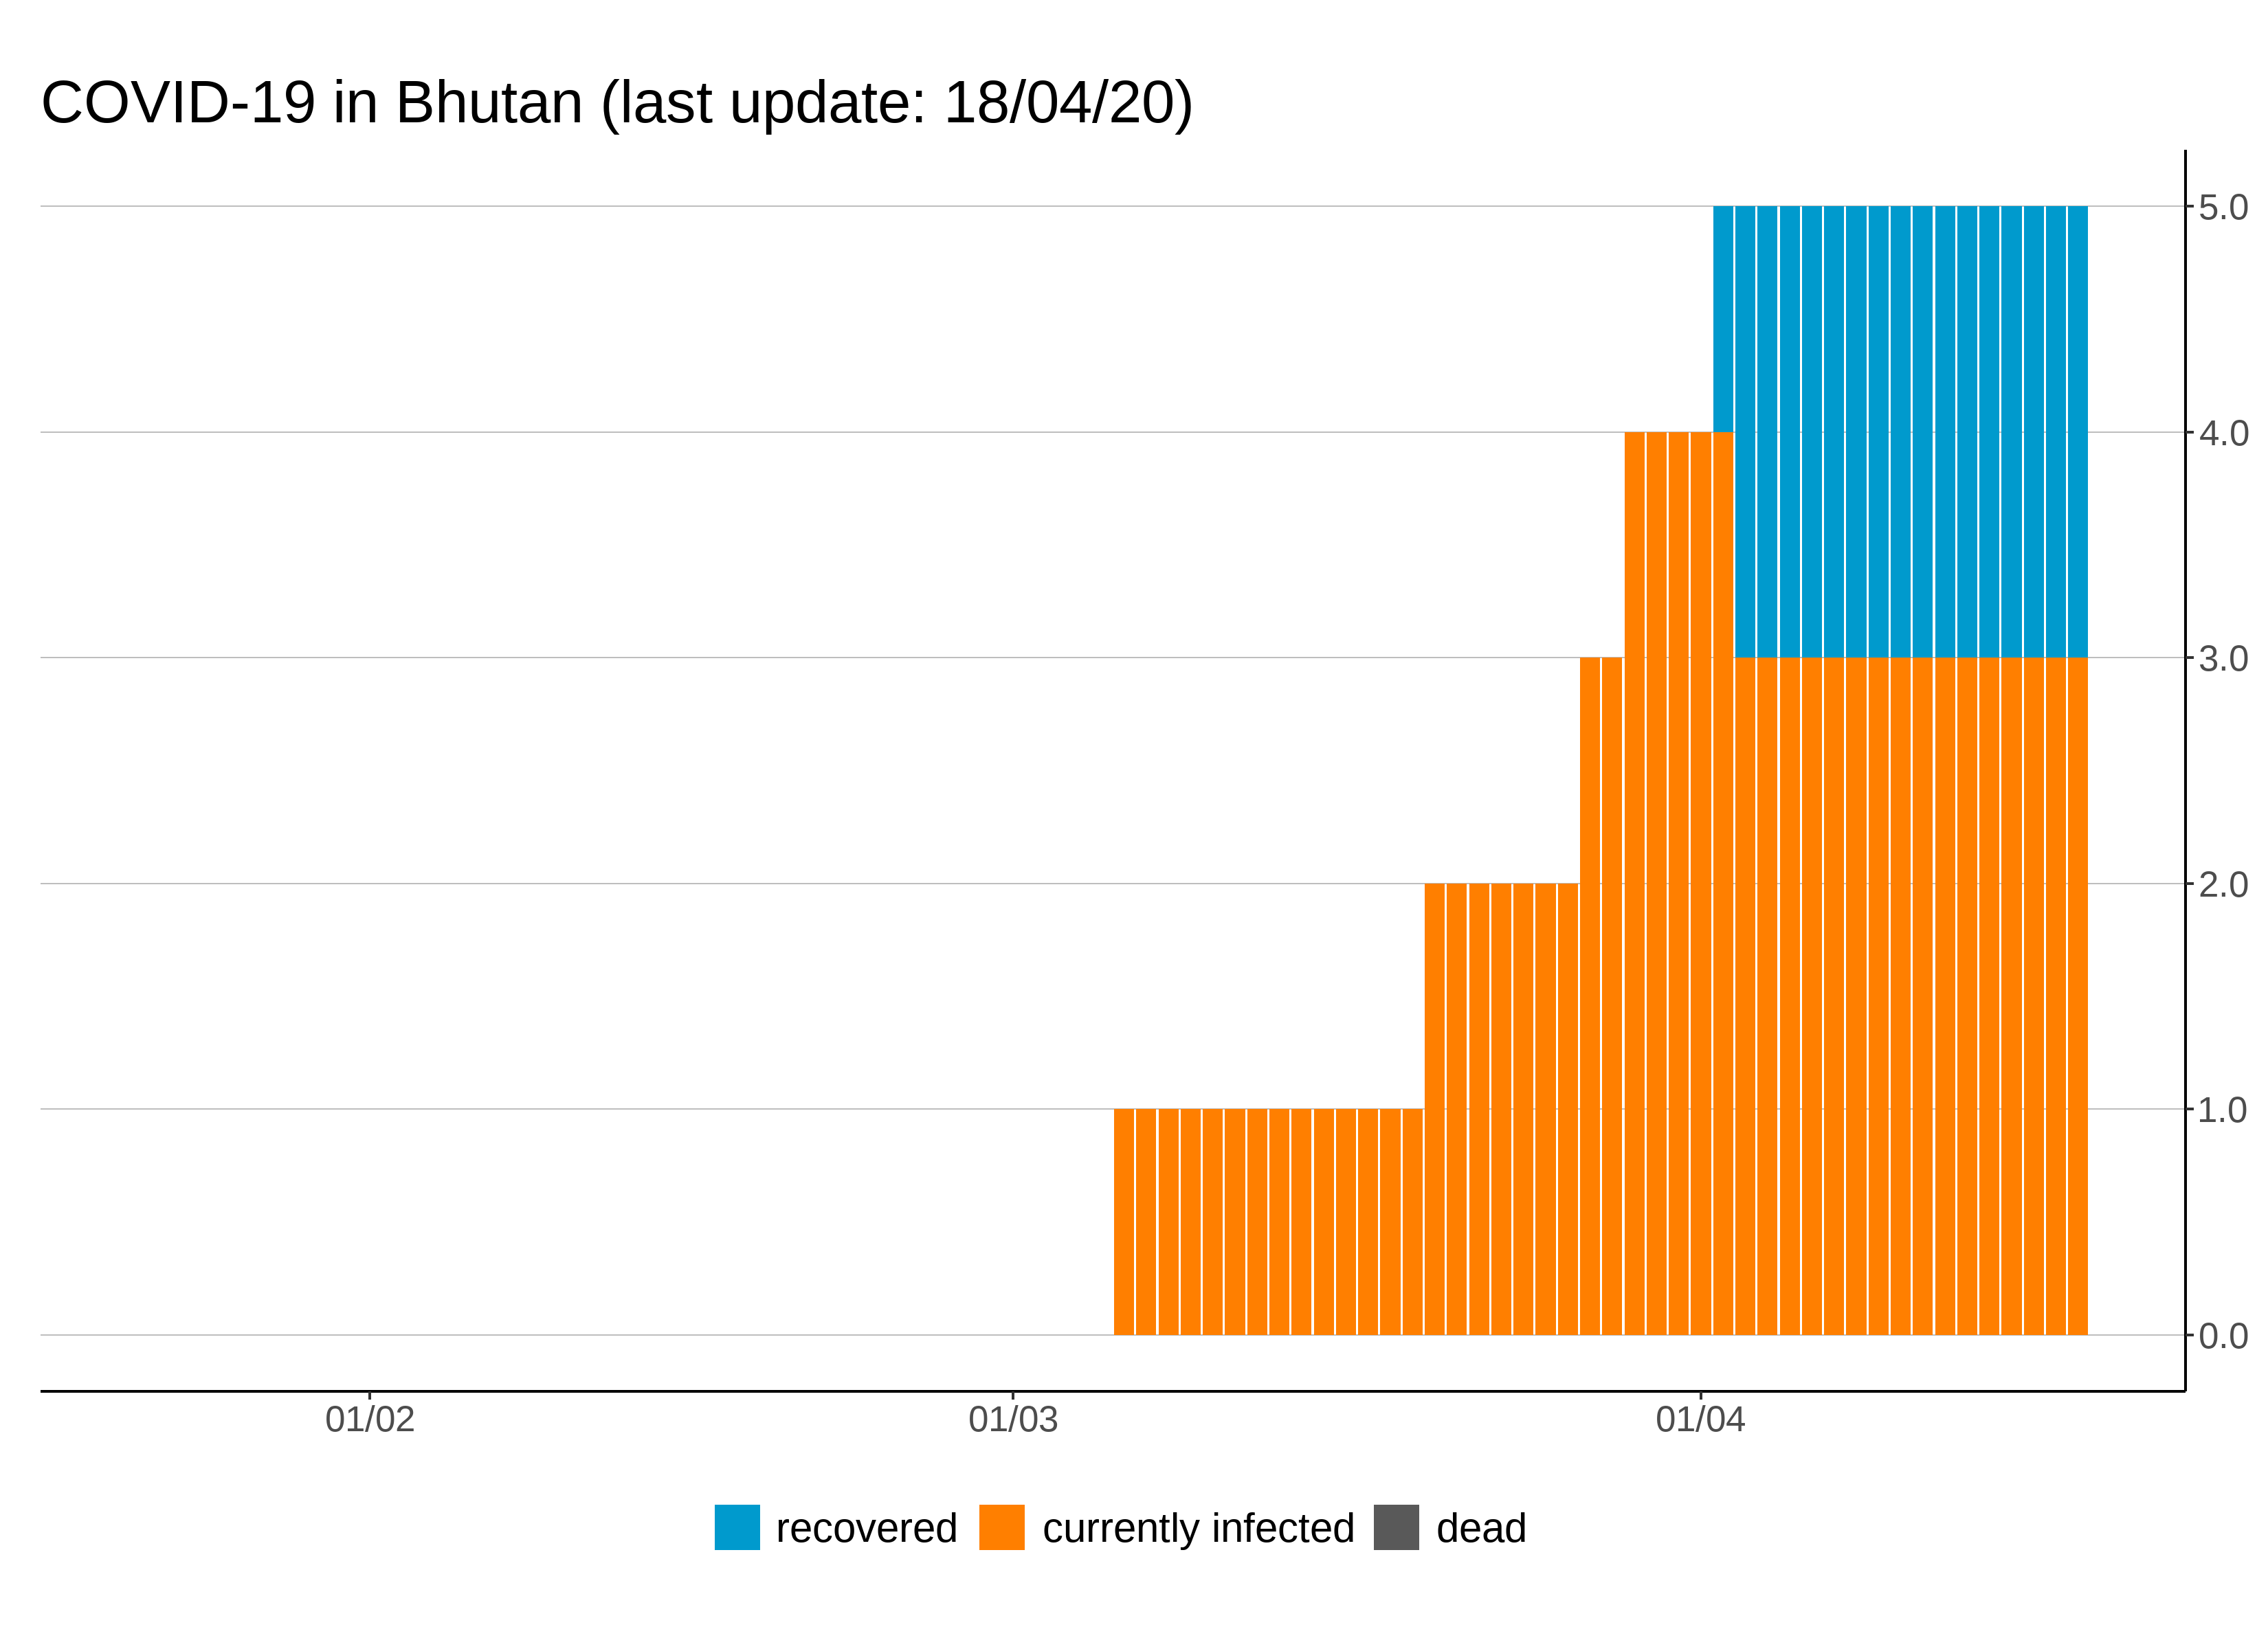 COVID-19 in Bhutan (last update: 18/04/20)
5.0
4.0
3.0
2.0
1.0
0.0
01/02 01/03 01/04
recovered currently infected dead